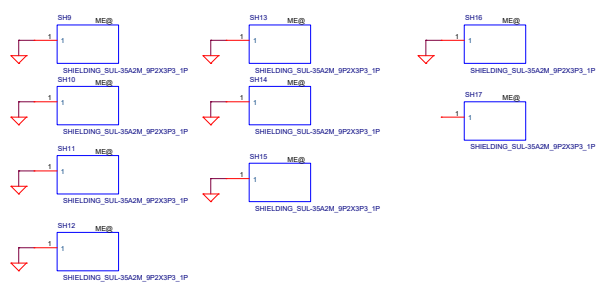 SH9 ME@
1 1
SHIELDING_SUL-35A2M_9P2X3P3_1P
SH10 ME@
1 1
SHIELDING_SUL-35A2M_9P2X3P3_1P
SH11 ME@
1 1
SHIELDING_SUL-35A2M_9P2X3P3_1P
SH12 ME@
1 1
SHIELDING_SUL-35A2M_9P2X3P3_1P
SH13 ME@
1 1
SHIELDING_SUL-35A2M_9P2X3P3_1P
SH14 ME@
1 1
SHIELDING_SUL-35A2M_9P2X3P3_1P
SH15 ME@
1 1
SHIELDING_SUL-35A2M_9P2X3P3_1P
SH16 ME@
1 1
SHIELDING_SUL-35A2M_9P2X3P3_1P
SH17 ME@
1 1
SHIELDING_SUL-35A2M_9P2X3P3_1P